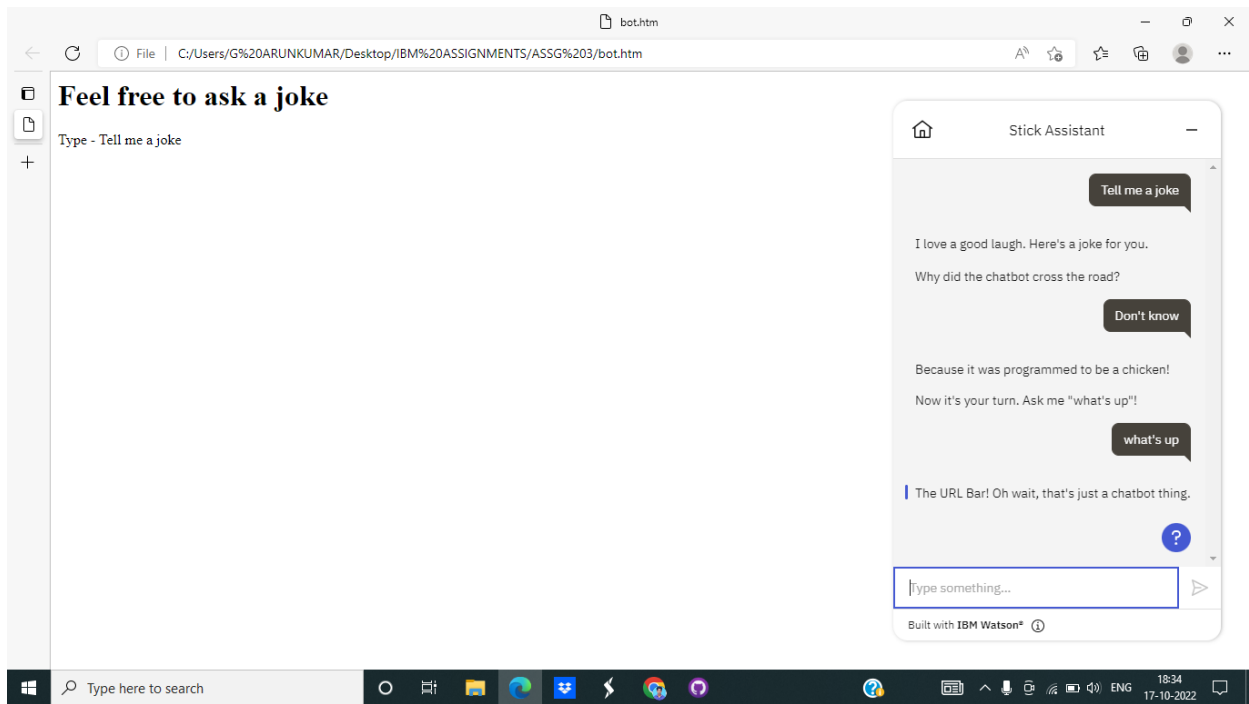 bot.htm
File | C:/Users/G%20ARUNKUMAR/Desktop/IBM%20ASSIGNMENTS/ASSG%203/bot.htm
Feel free to ask a joke
Type - Tell me a joke
Stick Assistant
Tell me a joke
I love a good laugh. Here's a joke for you.
Why did the chatbot cross the road?
Don't know
Because it was programmed to be a chicken!
Now it's your turn. Ask me "what's up"!
what's up
The URL Bar! Oh wait, that's just a chatbot thing.
?
Type something...
Built with IBM Watson®
Type here to search
ENG
18:34
17-10-2022